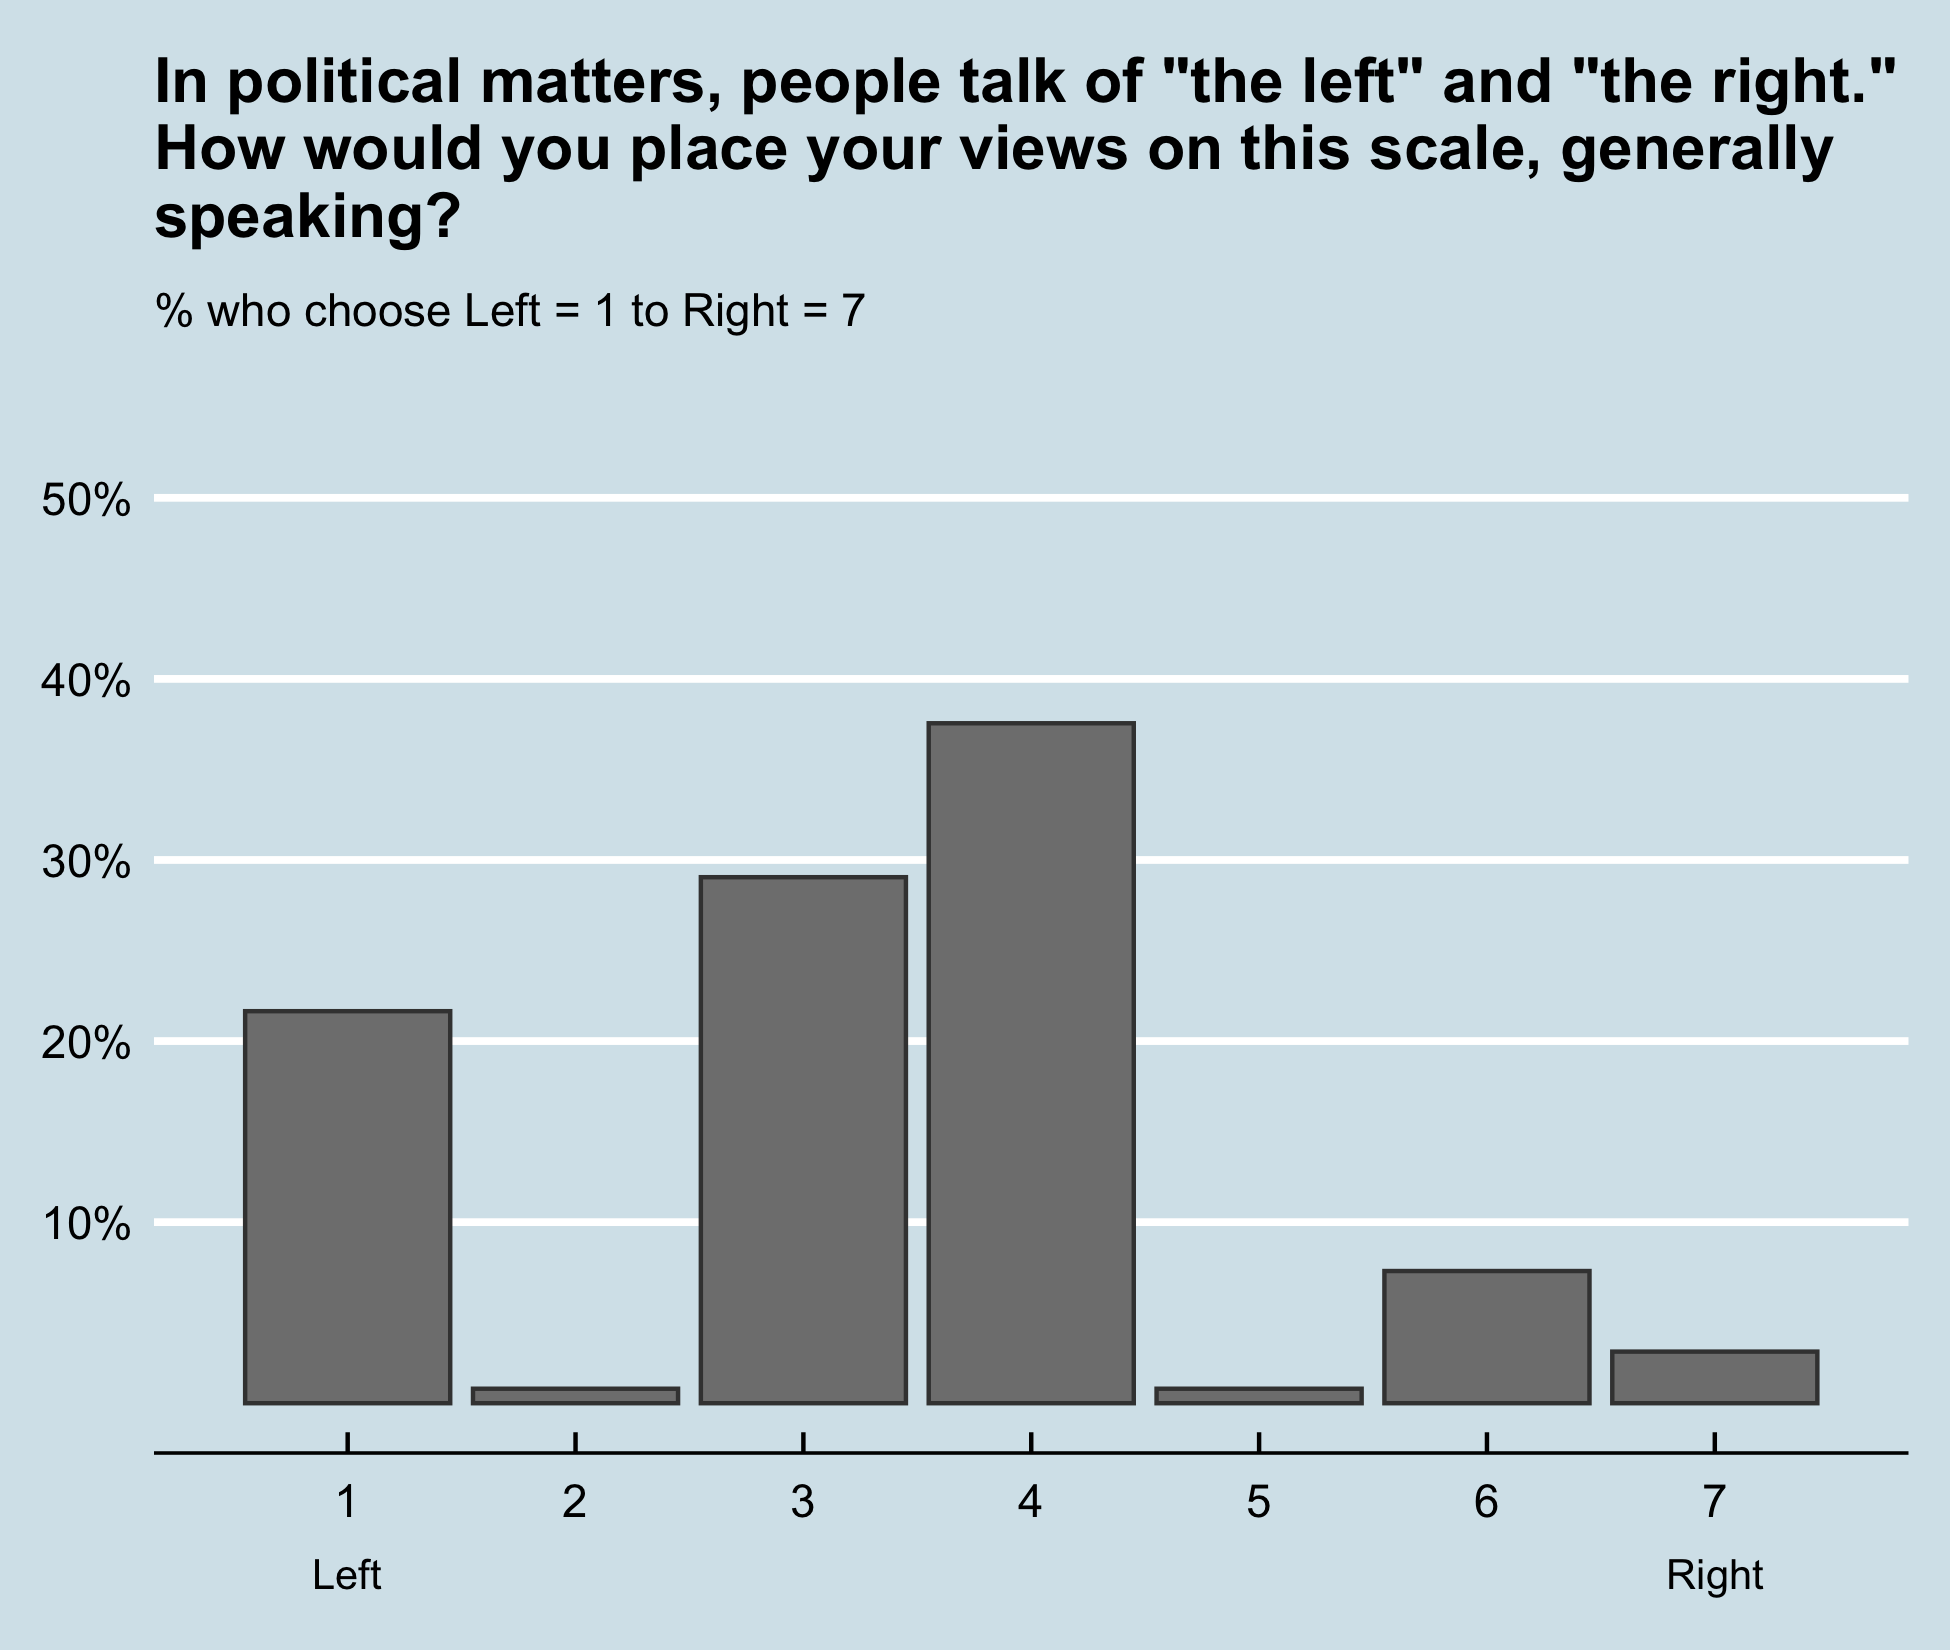 In political matters, people talk of "the left" and "the right."
How would you place your views on this scale, generally
speaking?
% who choose Left = 1 to Right = 7
50%
40%
30%
20%
10%
1 2 3 4 5 6 7
Left Right